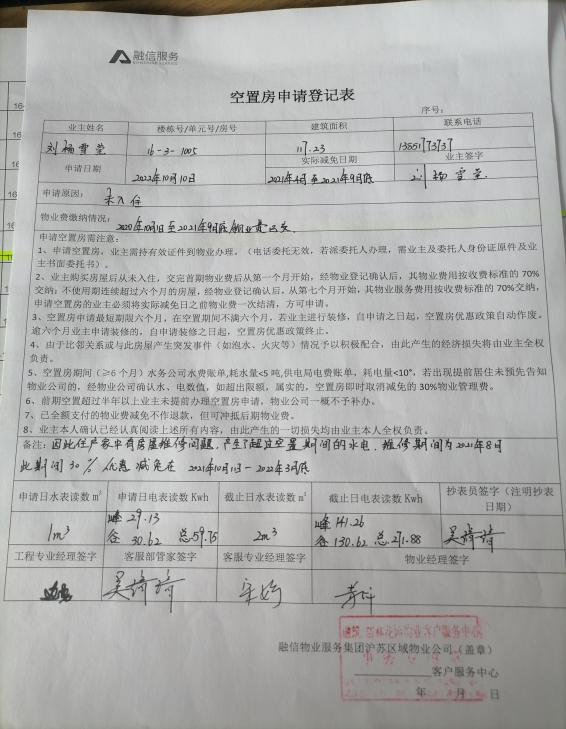 融信服务
空置房申请登记表
序号：
业主姓名 楼栋号/单元号/房号 建筑面积 联系电话
刘杨雪莹 16-3-1005 117.23 13851773737
申请日期 实际减免日期 业主签字
2022年10月10日 2021年4月至2021年9月底 刘杨雪莹
申请原因： 未入住
物业费缴纳情况： 2020年10月1日至2021年9月底物业费已交
申请空置房需注意：
1、申请空置房，业主需持有效证件到物业办理。（电话委托无效，若派委托人办理，需业主及委托人身份证原件及业
主书面委托书）。
2、业主购买房屋后从未入住，交完首期物业费后从第一个月开始，经物业登记确认后，其物业费用按收费标准的 70%
交纳；不使用期连续超过六个月的房屋，经物业登记确认后，从第七个月开始，其物业服务费用按收费标准的 70%交纳，
申请空置房的业主必须将实际减免日之前物业费一次结清，方可申请。
3、空置房申请最短期限六个月，在空置期间不满六个月，若业主进行装修，自申请之日起，空置房优惠政策自动作废。
逾六个月业主申请装修的，自申请装修之日起，空置房优惠政策终止。
4、由于比邻关系或与此房屋产生突发事件（如泡水、火灾等）情况予以积极配合，由此产生的经济损失将由业主全权
负责。
5、空置房期间（≥6 个月）水务公司水费账单,耗水量<5 吨,供电局电费账单，耗电量<10°，若出现提前居住未预先告知
物业公司的，经物业公司确认水、电数值，如超出限额，属实的，空置房即时取消减免的 30%物业管理费。
6、前期空置超过半年以上业主未提前办理空置房申请，物业公司一概不予补办。
7、已全额支付的物业费减免不作退款，但可冲抵后期物业费。
8、业主本人确认已经认真阅读上述所有内容，由此产生的一切损失均由业主本人全权负责。
备注： 因此住户家中有房屋维修问题，产生了超过空置期间的水电。维修期间为2021年8月
此期间30%优惠减免在 2021年10月1日-2022年3月底
申请日水表读数 m³ 申请日电表读数 Kwh 截止日水表读数 m³ 截止日电表读数 Kwh 抄表员签字（注明抄表
日期）
1m³ 峰 29.13 2m³ 峰 141.26 吴绮琦
谷 30.62 总59.75 谷 130.62 总271.88
工程专业经理签字 客服部管家签字 客服专业经理签字 物业经理签字
吴绮琦
融信物业服务集团沪苏区域物业公司（盖章）
客户服务中心
年 月 日